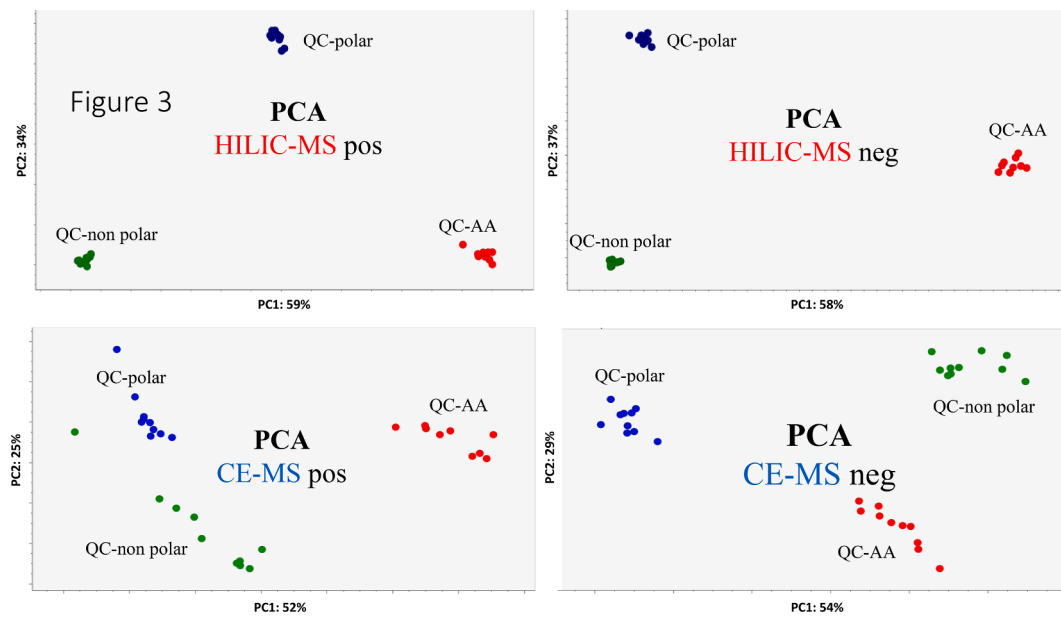 QC-polar
Figure 3
PCA
HILIC-MS pos
QC-non polar
QC-AA
PC2: 34%
PC1: 59%
QC-polar
PCA
HILIC-MS neg
QC-AA
QC-non polar
PC2: 37%
PC1: 58%
QC-polar
QC-AA
PCA
CE-MS pos
QC-non polar
PC2: 25%
PC1: 52%
QC-polar
QC-non polar
PCA
CE-MS neg
QC-AA
PC2: 29%
PC1: 54%